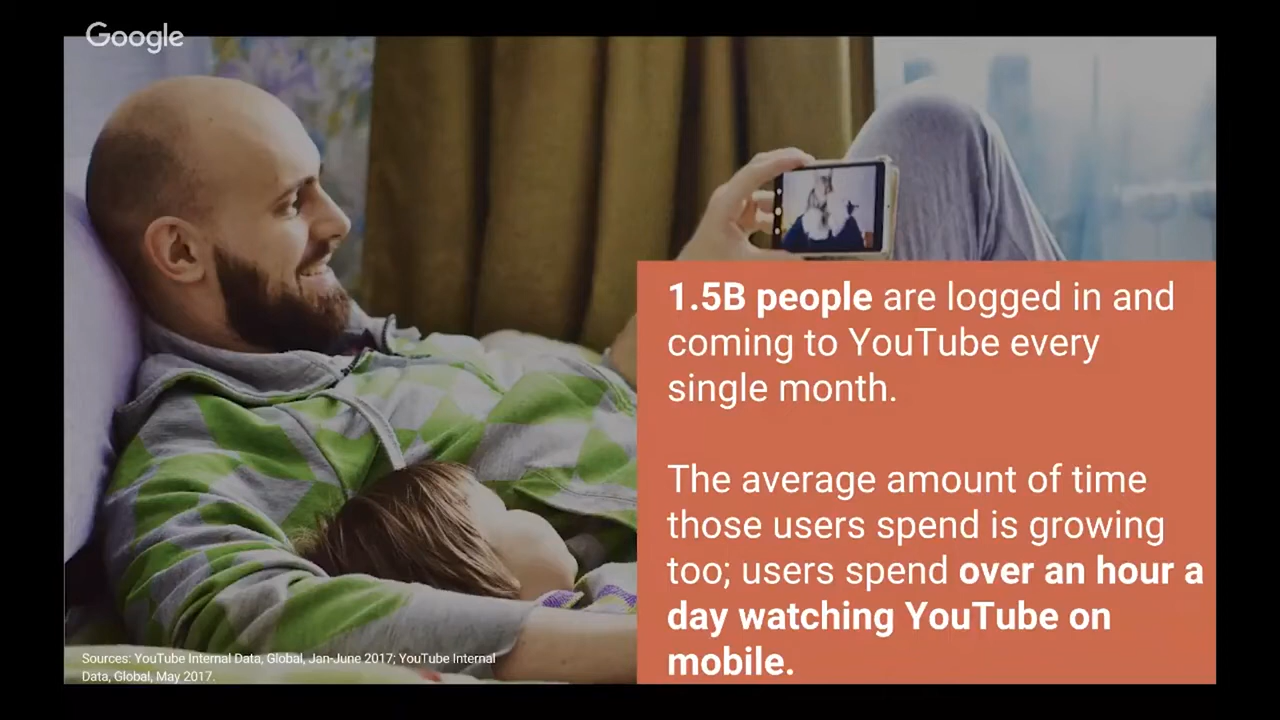 Google
1.5B people are logged in and
coming to YouTube every
single month.
The average amount of time
those users spend is growing
too; users spend over an hour a
day watching YouTube on
mobile.
Sources: YouTube Internal Data, Global, Jan-June 2017; YouTube Internal
Data, Global, May 2017.